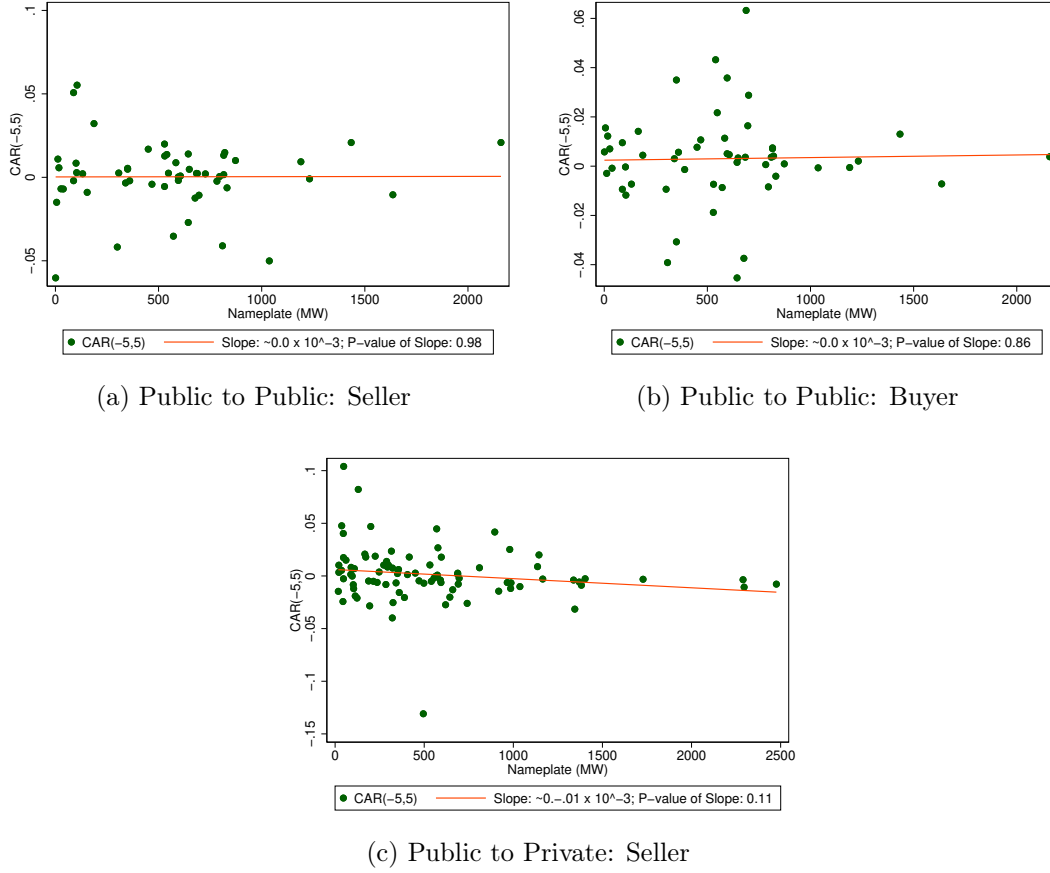 .1
.05
0
−.05
CAR(−5,5)
0 500 1000 1500 2000
Nameplate (MW)
CAR(−5,5) Slope: ~0.0 x 10^−3; P−value of Slope: 0.98
(a) Public to Public: Seller
.06
.04
.02
0
−.02
−.04
CAR(−5,5)
0 500 1000 1500 2000
Nameplate (MW)
CAR(−5,5) Slope: ~0.0 x 10^−3; P−value of Slope: 0.86
(b) Public to Public: Buyer
.1
.05
0
−.05
−.1
−.15
CAR(−5,5)
0 500 1000 1500 2000 2500
Nameplate (MW)
CAR(−5,5) Slope: ~0.−.01 x 10^−3; P−value of Slope: 0.11
(c) Public to Private: Seller